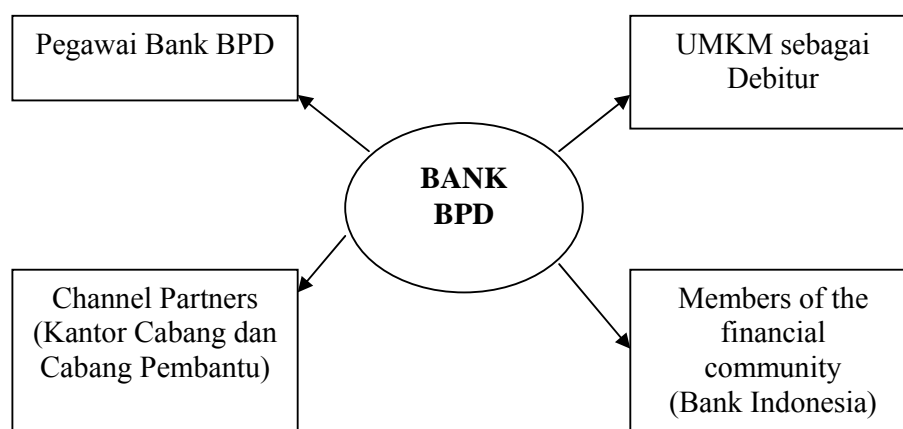 Pegawai Bank BPD
UMKM sebagai
Debitur
BANK
BPD
Channel Partners
(Kantor Cabang dan
Cabang Pembantu)
Members of the
financial
community
(Bank Indonesia)